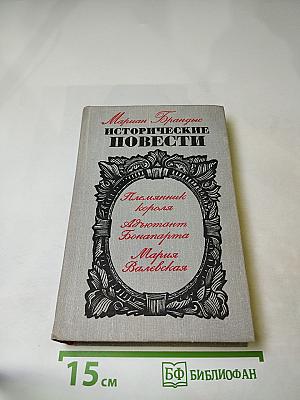 Мариан Брандыс
ИСТОРИЧЕСКИЕ
ПОВЕСТИ
Племянник
короля
Адъютант
Бонапарта
Мария
Валевская
15 см
БФ БИБЛИОФАН